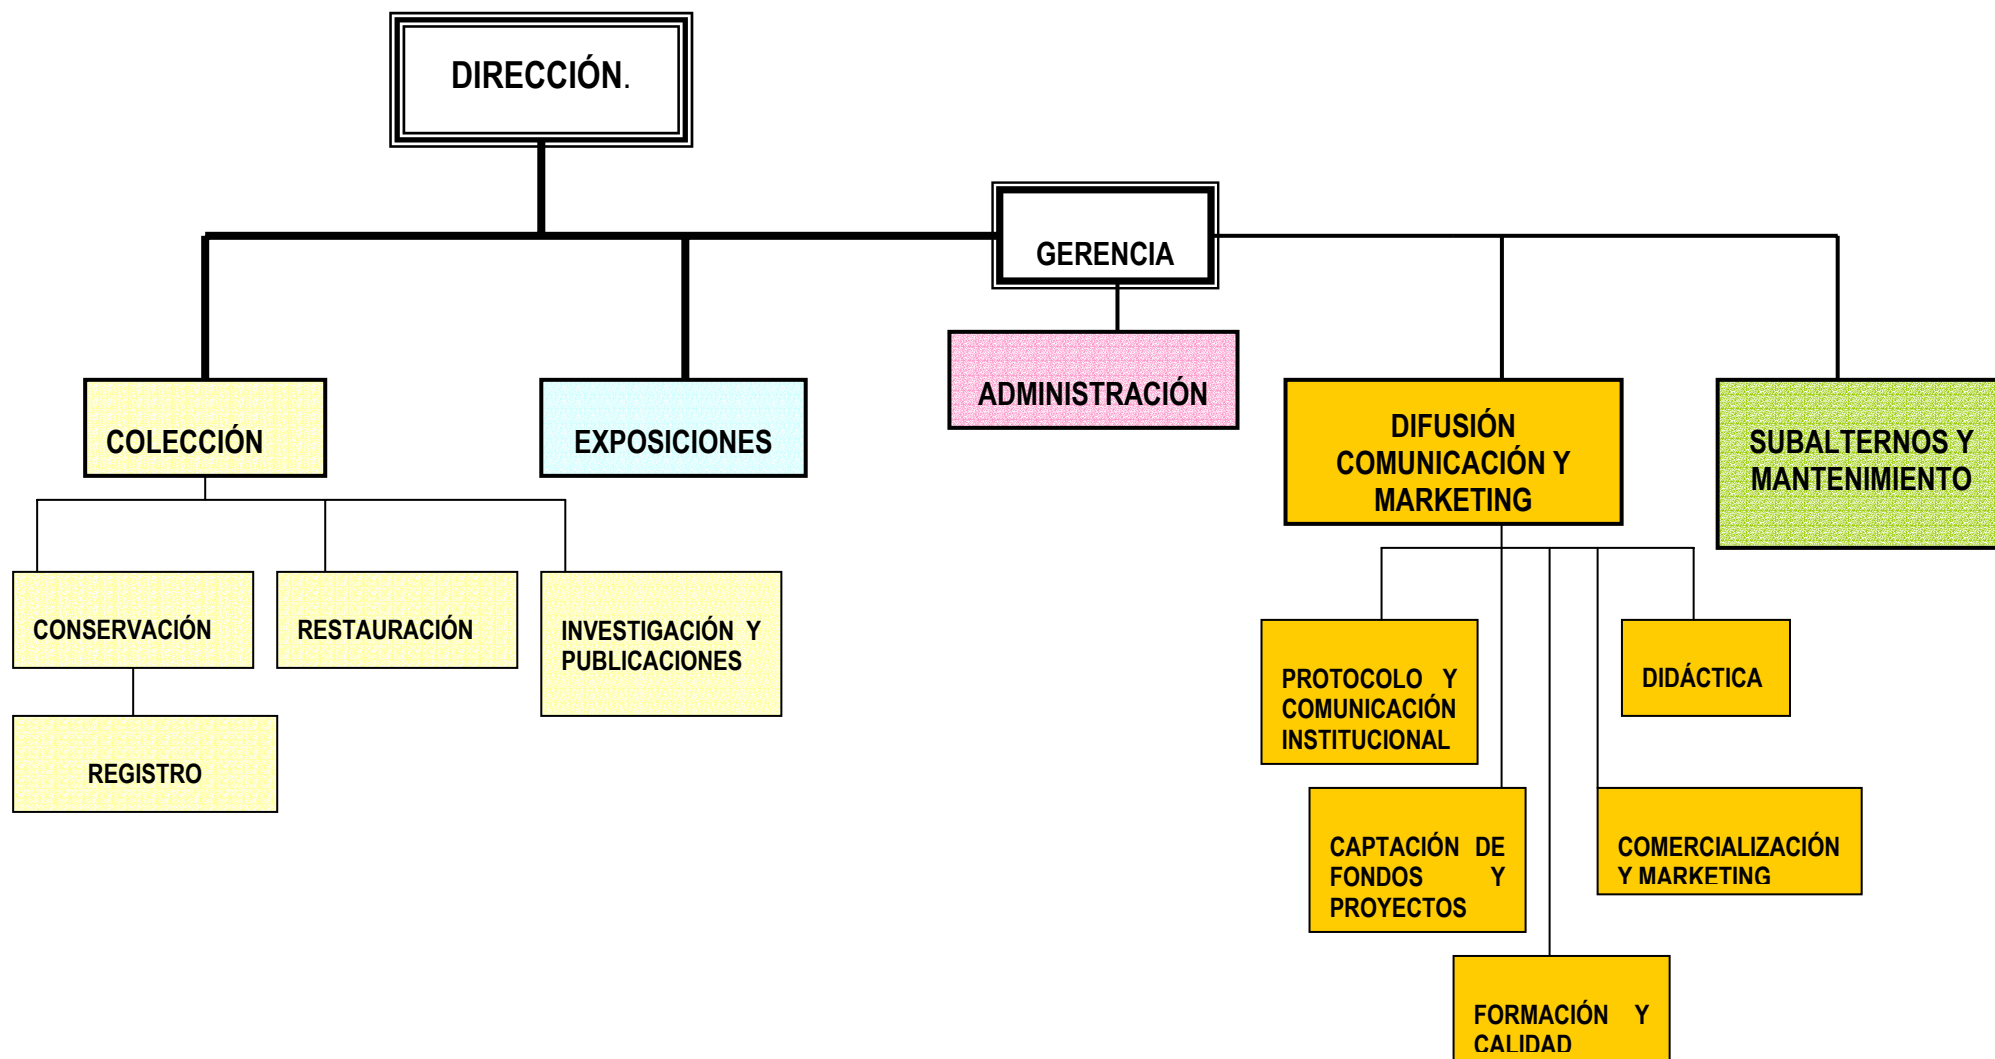 DIRECCIÓN.
GERENCIA
ADMINISTRACIÓN
COLECCIÓN
EXPOSICIONES
DIFUSIÓN
COMUNICACIÓN Y
MARKETING
SUBALTERNOS Y
MANTENIMIENTO
CONSERVACIÓN
RESTAURACIÓN
INVESTIGACIÓN Y
PUBLICACIONES
REGISTRO
PROTOCOLO Y
COMUNICACIÓN
INSTITUCIONAL
DIDÁCTICA
CAPTACIÓN DE
FONDOS Y
PROYECTOS
COMERCIALIZACIÓN
Y MARKETING
FORMACIÓN Y
CALIDAD